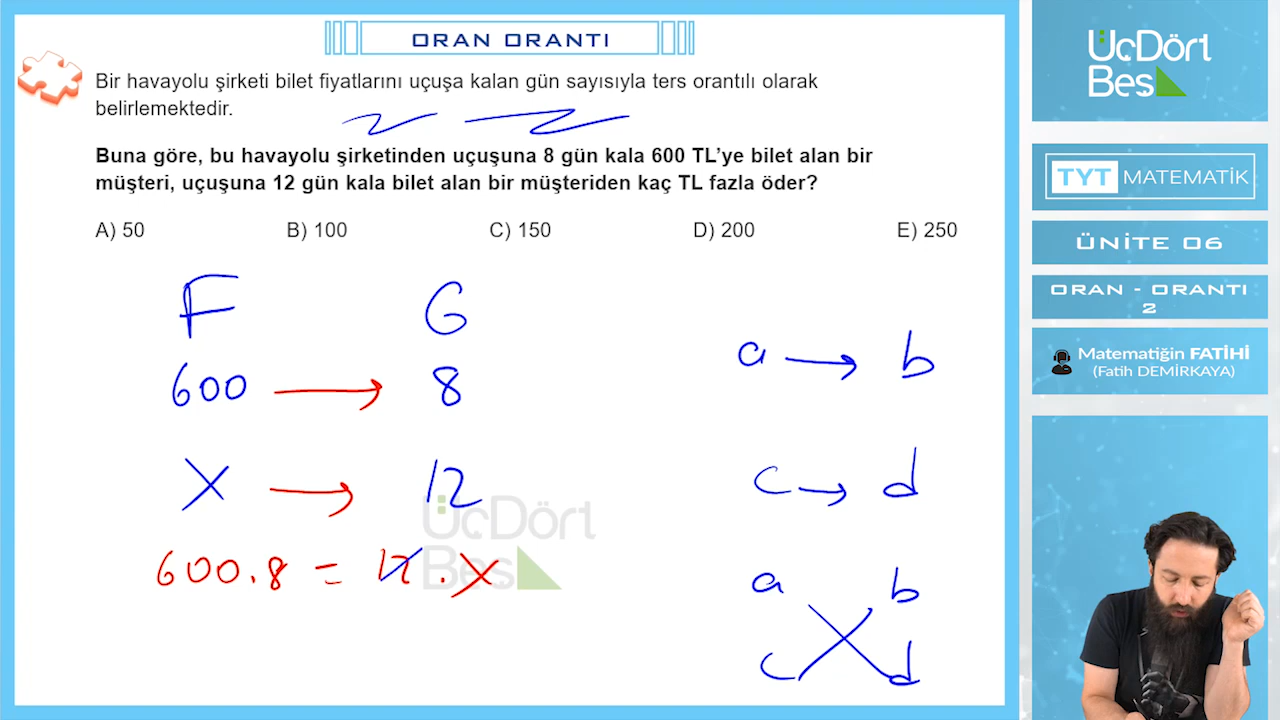 ORAN ORANTI
Bir havayolu şirketi bilet fiyatlarını uçuşa kalan gün sayısıyla ters orantılı olarak
belirlemektedir.
Buna göre, bu havayolu şirketinden uçuşuna 8 gün kala 600 TL'ye bilet alan bir
müşteri, uçuşuna 12 gün kala bilet alan bir müşteriden kaç TL fazla öder?
A) 50 B) 100 C) 150 D) 200 E) 250
F G
600 → 8
X → 12
600.8 = 12.X
a → b
c → d
a b
c d
ÜçDört
Beş
ÜçDört
Beş
TYT MATEMATİK
ÜNİTE 06
ORAN - ORANTI
2
Matematiğin FATİHİ
(Fatih DEMİRKAYA)